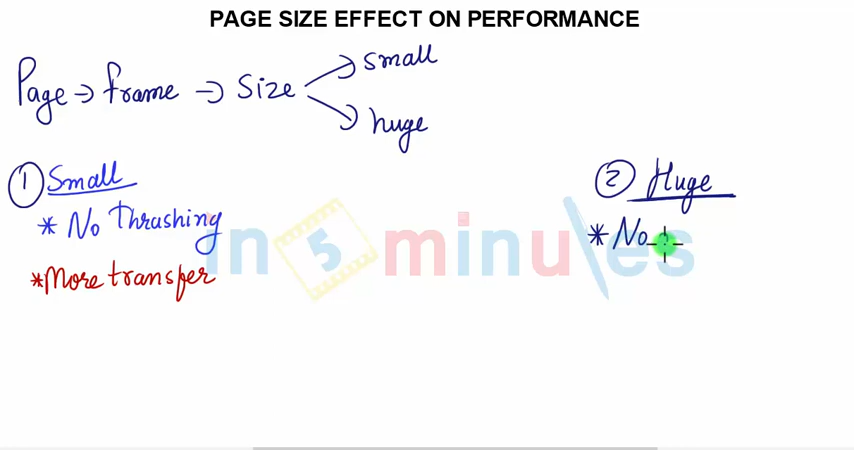 PAGE SIZE EFFECT ON PERFORMANCE
Page → frame → Size
small
huge
① Small
* No Thrashing
* More transfer
② Huge
* No
in 5 minutes